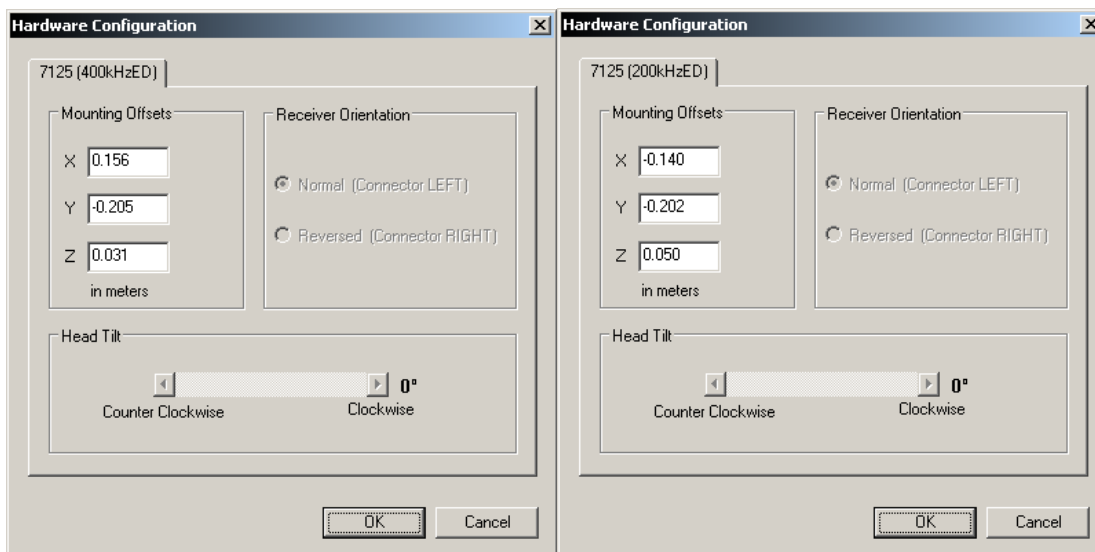 Hardware Configuration
7125 (400kHzED)
Mounting Offsets
X 0.156
Y -0.205
Z 0.031
in meters
Receiver Orientation
Normal (Connector LEFT)
Reversed (Connector RIGHT)
Head Tilt
0°
Counter Clockwise
Clockwise
OK
Cancel
Hardware Configuration
7125 (200kHzED)
Mounting Offsets
X -0.140
Y -0.202
Z 0.050
in meters
Receiver Orientation
Normal (Connector LEFT)
Reversed (Connector RIGHT)
Head Tilt
0°
Counter Clockwise
Clockwise
OK
Cancel